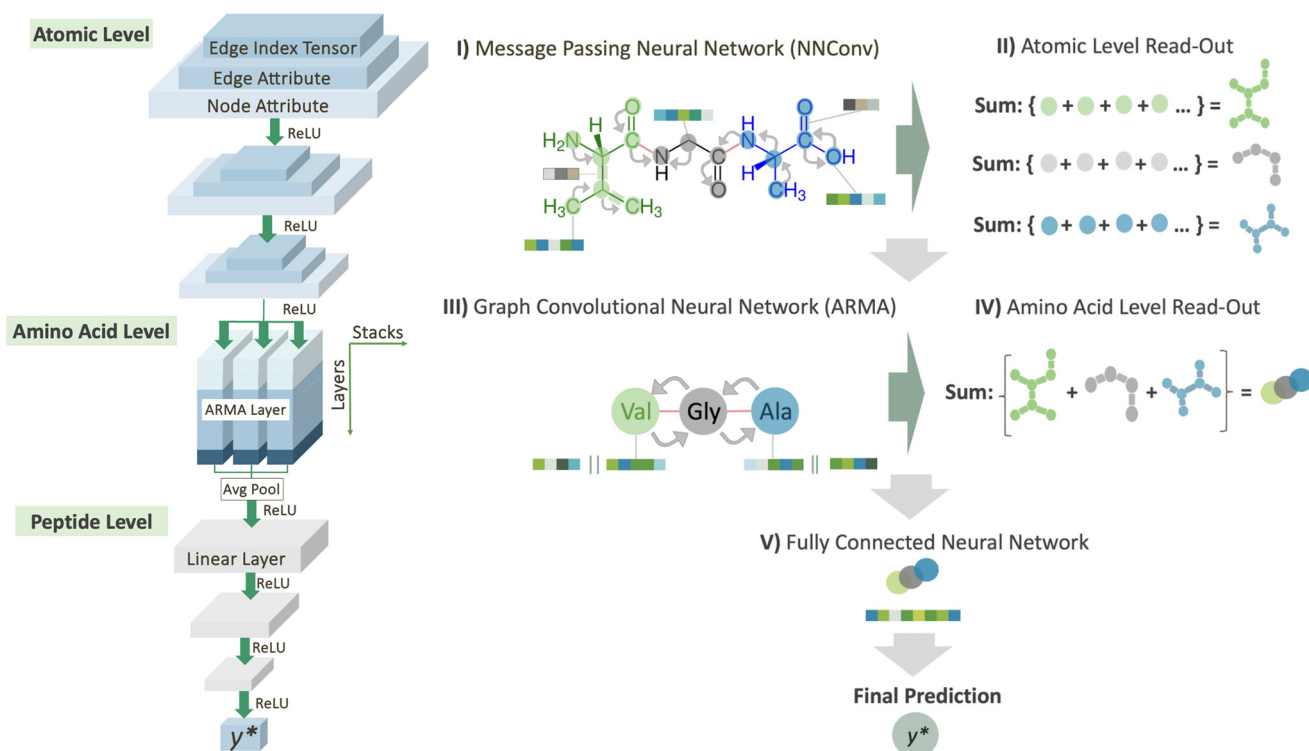 Atomic Level
Edge Index Tensor
Edge Attribute
Node Attribute
ReLU
ReLU
ReLU
Amino Acid Level
Stacks
Layers
ARMA Layer
Avg Pool
ReLU
Peptide Level
Linear Layer
ReLU
ReLU
ReLU
y*
I) Message Passing Neural Network (NNConv)
O
H
H
O
H₂N
N
OH
N
H
O
H
CH₃
H₃C
CH₃
II) Atomic Level Read-Out
Sum: { + + + ... } =
Sum: { + + + ... } =
Sum: { + + + ... } =
III) Graph Convolutional Neural Network (ARMA)
Val
Gly
Ala
||
||
IV) Amino Acid Level Read-Out
Sum: [ + + ] =
V) Fully Connected Neural Network
Final Prediction
y*